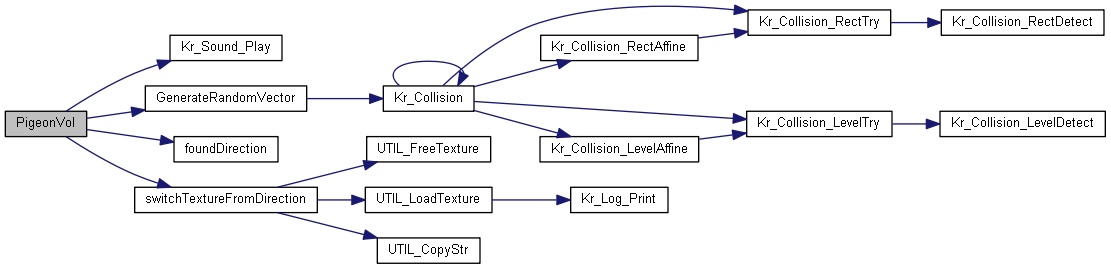 PigeonVol
Kr_Sound_Play
GenerateRandomVector
foundDirection
switchTextureFromDirection
Kr_Collision
UTIL_FreeTexture
UTIL_LoadTexture
UTIL_CopyStr
Kr_Collision_RectAffine
Kr_Collision_LevelAffine
Kr_Log_Print
Kr_Collision_RectTry
Kr_Collision_LevelTry
Kr_Collision_RectDetect
Kr_Collision_LevelDetect